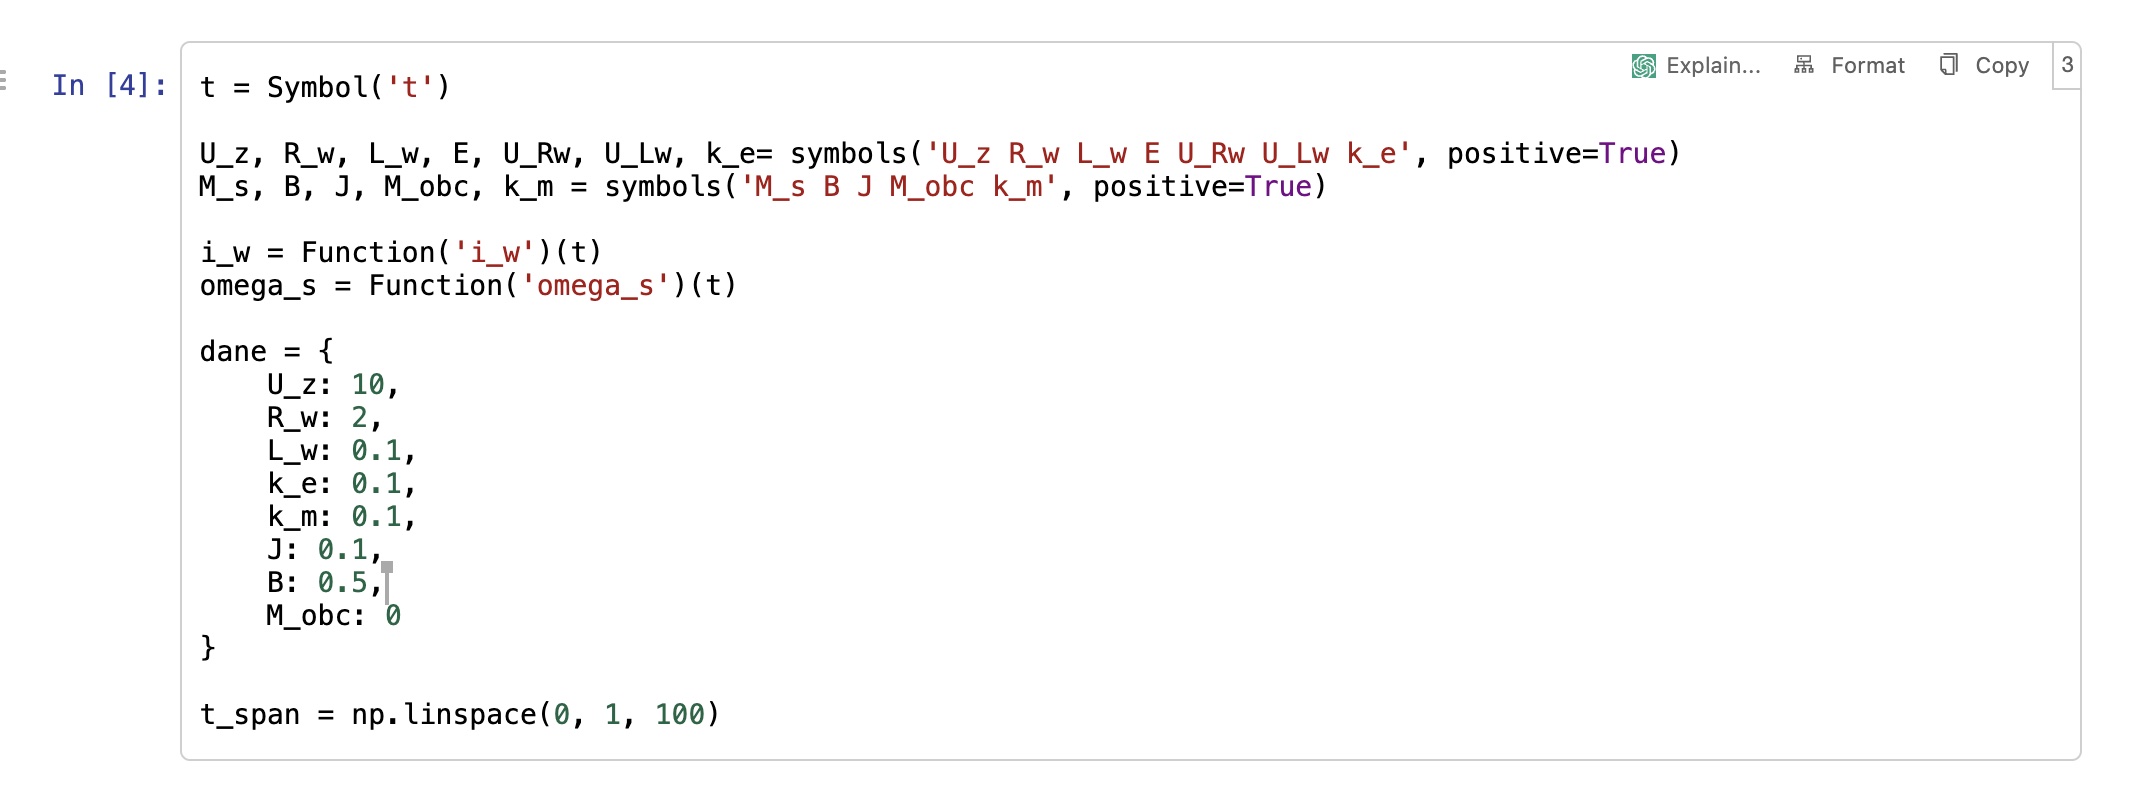 Explain... Format Copy 3
In [4]: t = Symbol('t')
U_z, R_w, L_w, E, U_Rw, U_Lw, k_e= symbols('U_z R_w L_w E U_Rw U_Lw k_e', positive=True)
M_s, B, J, M_obc, k_m = symbols('M_s B J M_obc k_m', positive=True)
i_w = Function('i_w')(t)
omega_s = Function('omega_s')(t)
dane = {
    U_z: 10,
    R_w: 2,
    L_w: 0.1,
    k_e: 0.1,
    k_m: 0.1,
    J: 0.1,
    B: 0.5,
    M_obc: 0
}
t_span = np.linspace(0, 1, 100)